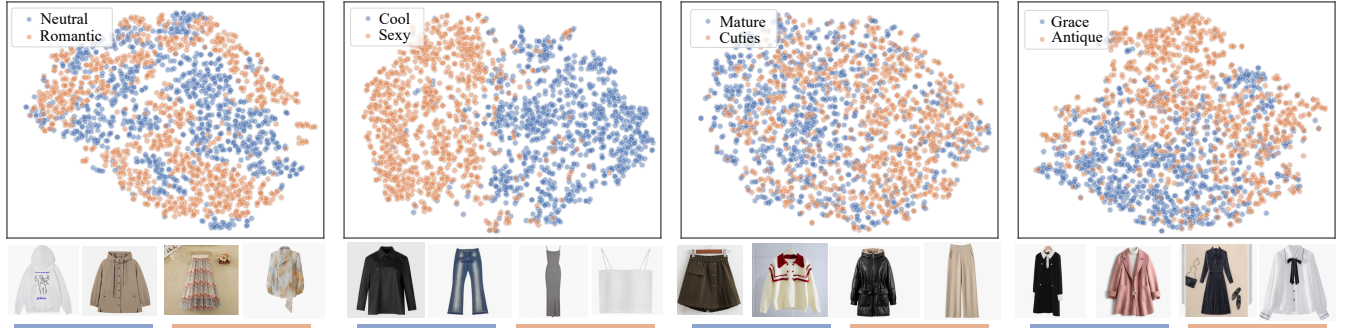 Neutral
Romantic
Cool
Sexy
Mature
Cuties
Grace
Antique